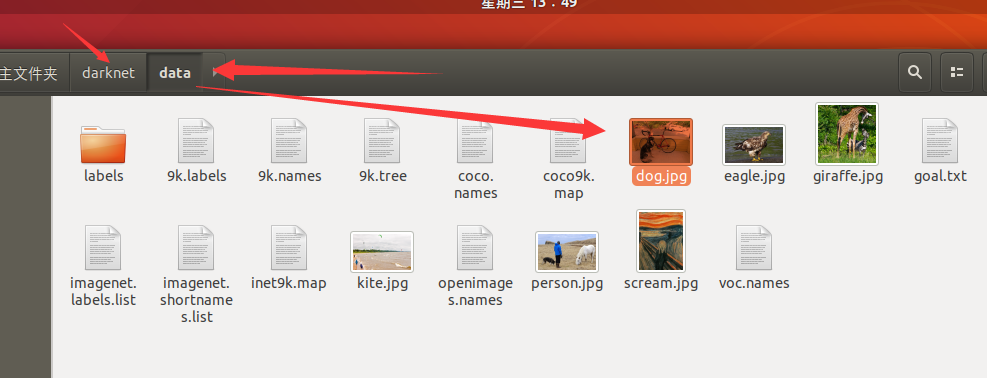 星期三 13：49
主文件夹
darknet
data
labels
9k.labels
9k.names
9k.tree
coco.
names
coco9k.
map
dog.jpg
eagle.jpg
giraffe.jpg
goal.txt
imagenet.
labels.list
imagenet.
shortname
s.list
inet9k.map
kite.jpg
openimage
s.names
person.jpg
scream.jpg
voc.names